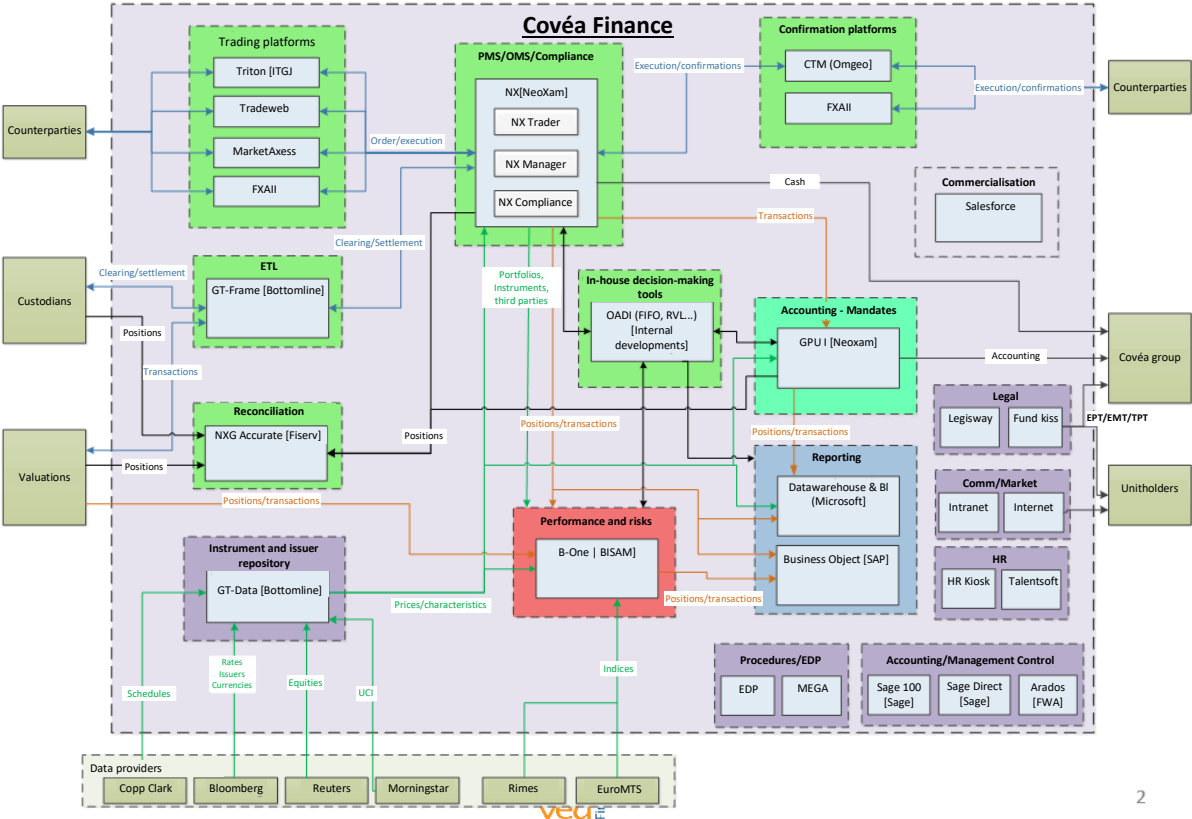 Covéa Finance
Trading platforms
Triton [ITGJ
Tradeweb
MarketAxess
FXAII
Counterparties
Order/execution
PMS/OMS/Compliance
NX[NeoXam]
NX Trader
NX Manager
NX Compliance
Execution/confirmations
Confirmation platforms
CTM (Omgeo)
FXAII
Execution/confirmations
Counterparties
Cash
Transactions
Commercialisation
Salesforce
Clearing/Settlement
Clearing/settlement
ETL
GT-Frame [Bottomline]
Custodians
Positions
Transactions
Portfolios,
Instruments,
third parties
In-house decision-making
tools
OADI (FIFO, RVL...)
[Internal
developments]
Accounting - Mandates
GPU I [Neoxam]
Accounting
Covéa group
Legal
Legisway
Fund kiss
EPT/EMT/TPT
Reconciliation
NXG Accurate [Fiserv]
Positions
Positions/transactions
Positions/transactions
Valuations
Positions
Positions/transactions
Reporting
Datawarehouse & BI
(Microsoft]
Business Object [SAP]
Comm/Market
Intranet
Internet
Unitholders
Performance and risks
B-One | BISAM]
Positions/transactions
HR
HR Kiosk
Talentsoft
Instrument and issuer
repository
GT-Data [Bottomline]
Prices/characteristics
Procedures/EDP
EDP
MEGA
Accounting/Management Control
Sage 100
[Sage]
Sage Direct
[Sage]
Arados
[FWA]
Schedules
Rates
Issuers
Currencies
Equities
UCI
Indices
Data providers
Copp Clark
Bloomberg
Reuters
Morningstar
Rimes
EuroMTS
2